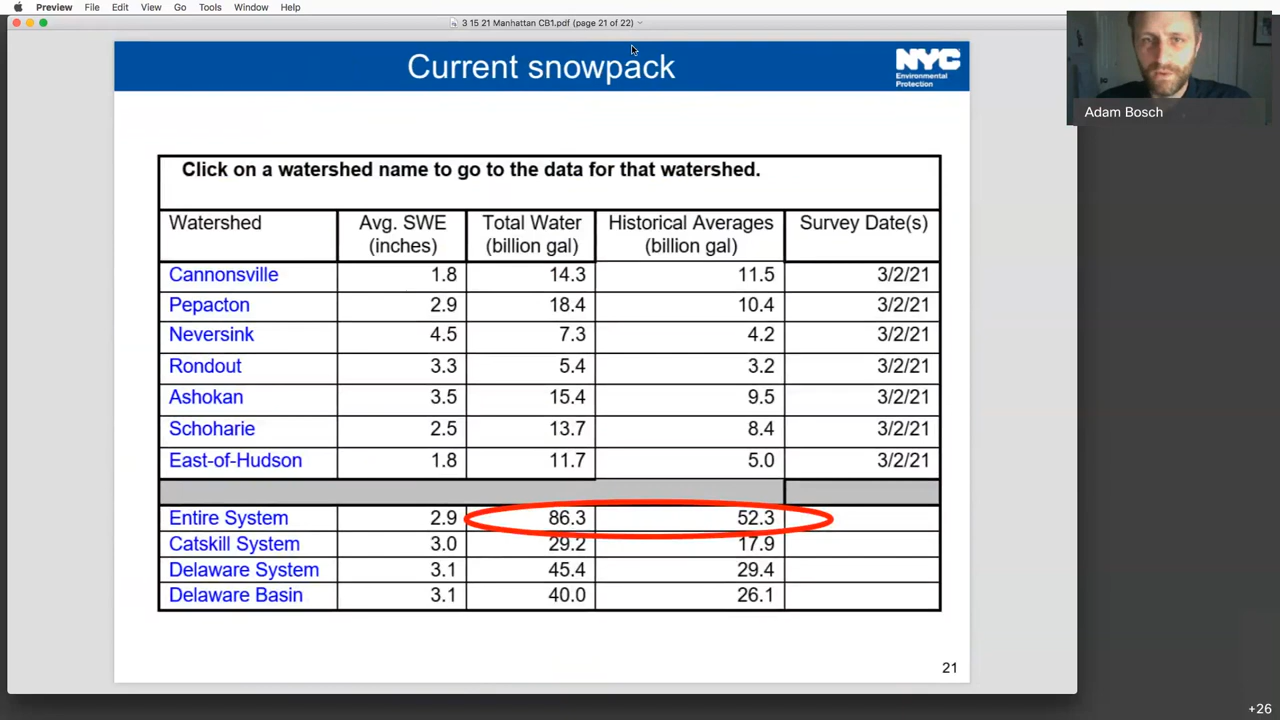 Preview File Edit View Go Tools Window Help
3 15 21 Manhattan CB1.pdf (page 21 of 22)
Current snowpack
NYC
Environmental
Protection
Adam Bosch
Click on a watershed name to go to the data for that watershed.
Watershed Avg. SWE (inches) Total Water (billion gal) Historical Averages (billion gal) Survey Date(s)
Cannonsville 1.8 14.3 11.5 3/2/21
Pepacton 2.9 18.4 10.4 3/2/21
Neversink 4.5 7.3 4.2 3/2/21
Rondout 3.3 5.4 3.2 3/2/21
Ashokan 3.5 15.4 9.5 3/2/21
Schoharie 2.5 13.7 8.4 3/2/21
East-of-Hudson 1.8 11.7 5.0 3/2/21
Entire System 2.9 86.3 52.3
Catskill System 3.0 29.2 17.9
Delaware System 3.1 45.4 29.4
Delaware Basin 3.1 40.0 26.1
21
+26